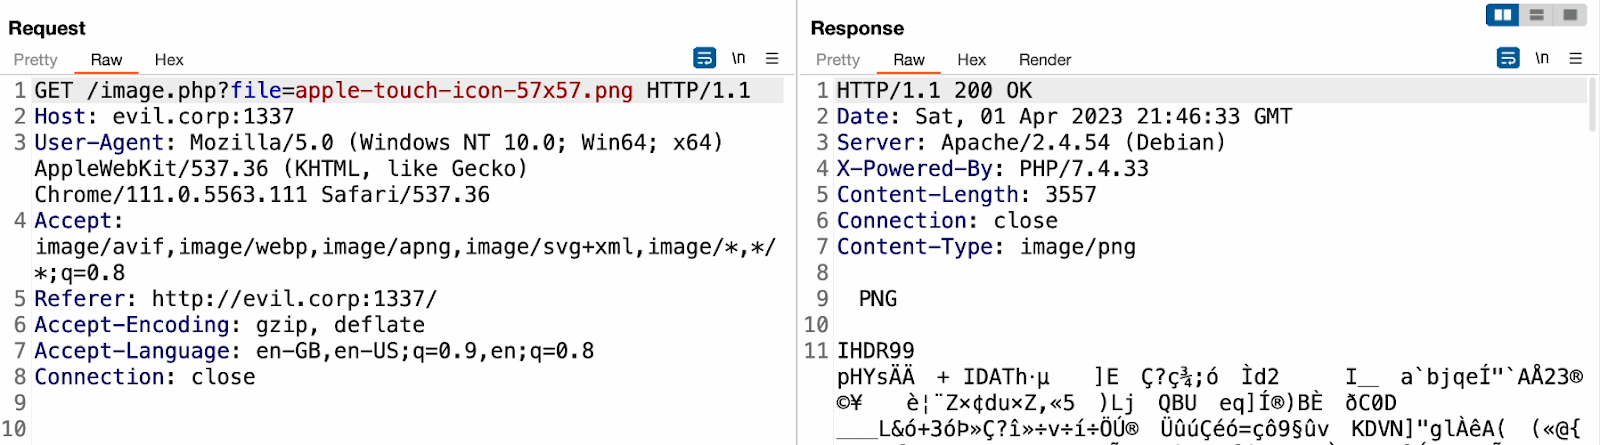 Request
Pretty Raw Hex \n
1 GET /image.php?file=apple-touch-icon-57x57.png HTTP/1.1
2 Host: evil.corp:1337
3 User-Agent: Mozilla/5.0 (Windows NT 10.0; Win64; x64)
AppleWebKit/537.36 (KHTML, like Gecko)
Chrome/111.0.5563.111 Safari/537.36
4 Accept:
image/avif,image/webp,image/apng,image/svg+xml,image/*,*/
*;q=0.8
5 Referer: http://evil.corp:1337/
6 Accept-Encoding: gzip, deflate
7 Accept-Language: en-GB,en-US;q=0.9,en;q=0.8
8 Connection: close
9
10
Response
Pretty Raw Hex Render \n
1 HTTP/1.1 200 OK
2 Date: Sat, 01 Apr 2023 21:46:33 GMT
3 Server: Apache/2.4.54 (Debian)
4 X-Powered-By: PHP/7.4.33
5 Content-Length: 3557
6 Connection: close
7 Content-Type: image/png
8
9 PNG
10
11 IHDR99
pHYsÄÄ + IDATh·µ ]E Ç?ç¾;ó Ìd2 I__ a`bjqeÍ"`AÅ23®
©¥ è¦¨Z×¢du×Z,«5 )Lj QBU eq]Í®)BÈ ðC0D
___L&ó+3óÞ»Ç?î»÷v÷í÷ÖÚ® ÜûúÇéó=çô9§ûv KDVN]"glÀêA( («@{